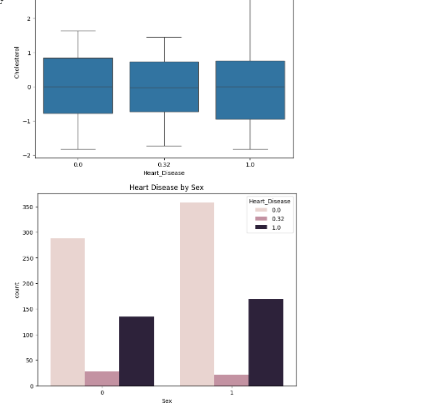 2
1
0
−1
−2
Cholesterol
0.0 0.32 1.0
Heart_Disease
Heart Disease by Sex
350
300
250
200
150
100
50
0
count
Heart_Disease
0.0
0.32
1.0
0 1
Sex